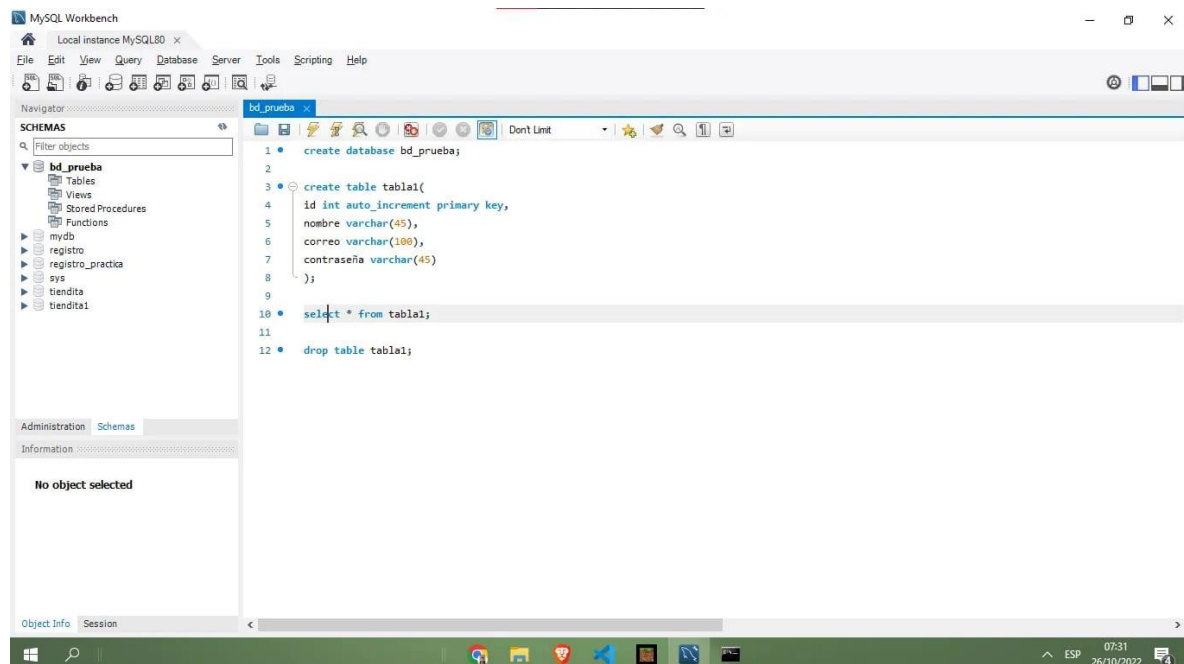 MySQL Workbench
Local instance MySQL80
File Edit View Query Database Server Tools Scripting Help
Navigator
SCHEMAS
Filter objects
bd_prueba
Tables
Views
Stored Procedures
Functions
mydb
registro
registro_practica
sys
tiendita
tiendita1
Administration Schemas
Information
No object selected
Object Info Session
bd_prueba
Don't Limit
1 create database bd_prueba;
2
3 create table tabla1(
4 id int auto_increment primary key,
5 nombre varchar(45),
6 correo varchar(100),
7 contraseña varchar(45)
8 );
9
10 select * from tabla1;
11
12 drop table tabla1;
ESP
07:31
26/10/2022